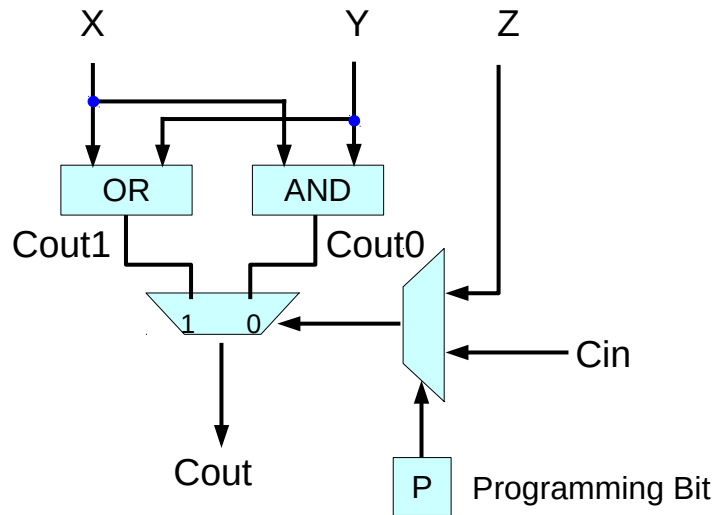 X Y Z
OR AND
Cout1 Cout0
1 0
Cin
Cout
P Programming Bit